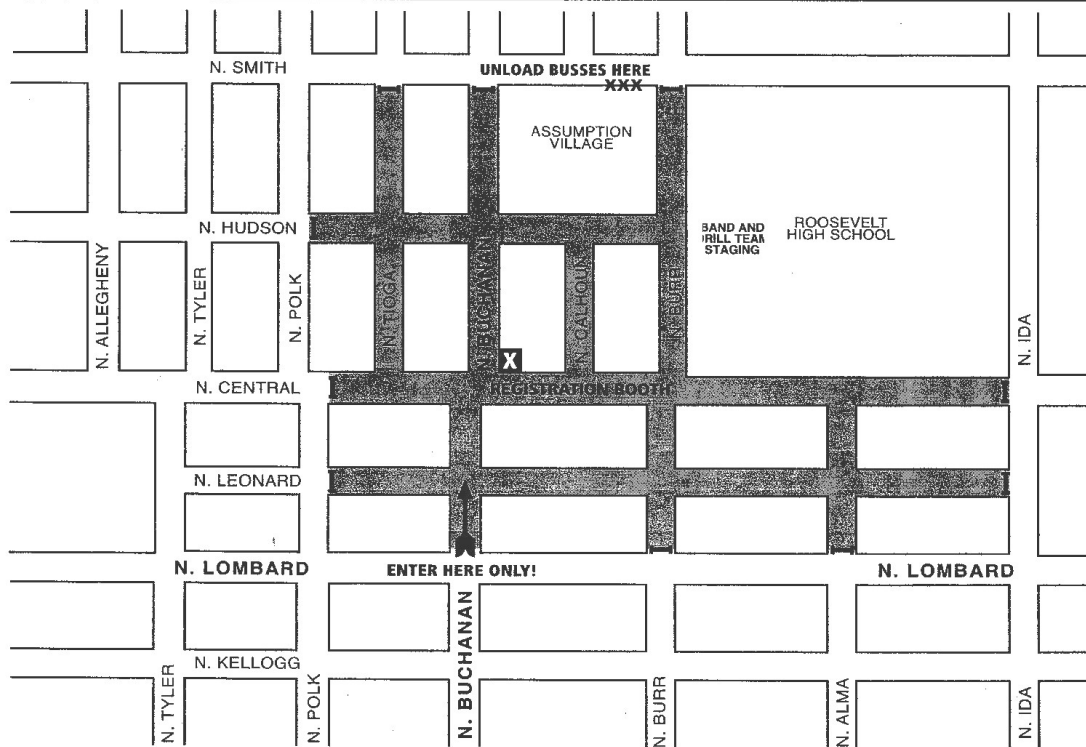 N. SMITH
UNLOAD BUSSES HERE
XXX
ASSUMPTION
VILLAGE
N. HUDSON
BAND AND
DRILL TEAM
STAGING
ROOSEVELT
HIGH SCHOOL
N. ALLEGHENY
N. TYLER
N. POLK
N. TIOGA
N. BUCHANAN
N. CALHOUN
N. BURR
N. IDA
X
N. CENTRAL
REGISTRATION BOOTH
N. LEONARD
N. LOMBARD
ENTER HERE ONLY!
N. LOMBARD
N. KELLOGG
N. TYLER
N. POLK
N. BUCHANAN
N. BURR
N. ALMA
N. IDA